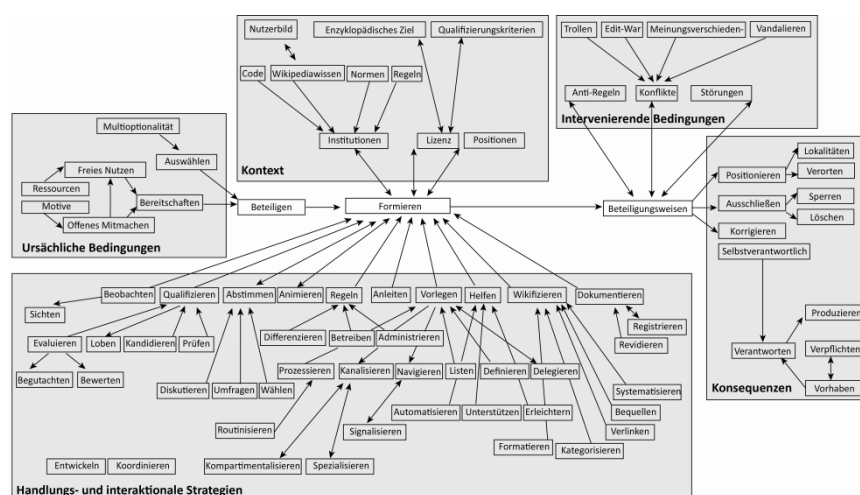 Nutzerbild
Enzyklopädisches Ziel
Qualifizierungskriterien
Code
Wikipediawissen
Normen
Regeln
Institutionen
Lizenz
Positionen
Kontext
Trollen
Edit-War
Meinungsverschieden-
Vandalieren
Anti-Regeln
Konflikte
Störungen
Intervenierende Bedingungen
Multioptionalität
Auswählen
Freies Nutzen
Ressourcen
Motive
Bereitschaften
Offenes Mitmachen
Ursächliche Bedingungen
Beteiligen
Formieren
Beteiligungsweisen
Lokalitäten
Positionieren
Verorten
Ausschließen
Sperren
Löschen
Korrigieren
Selbstverantwortlich
Produzieren
Verantworten
Verpflichten
Vorhaben
Konsequenzen
Beobachten
Qualifizieren
Abstimmen
Animieren
Regeln
Anleiten
Vorlegen
Helfen
Wikifizieren
Dokumentieren
Sichten
Registrieren
Revidieren
Evaluieren
Loben
Kandidieren
Prüfen
Differenzieren
Betreiben
Administrieren
Begutachten
Bewerten
Diskutieren
Umfragen
Wählen
Prozessieren
Kanalisieren
Navigieren
Listen
Definieren
Delegieren
Systematisieren
Routinisieren
Signalisieren
Automatisieren
Unterstützen
Erleichtern
Bequellen
Verlinken
Formatieren
Kategorisieren
Entwickeln
Koordinieren
Kompartimentalisieren
Spezialisieren
Handlungs- und interaktionale Strategien